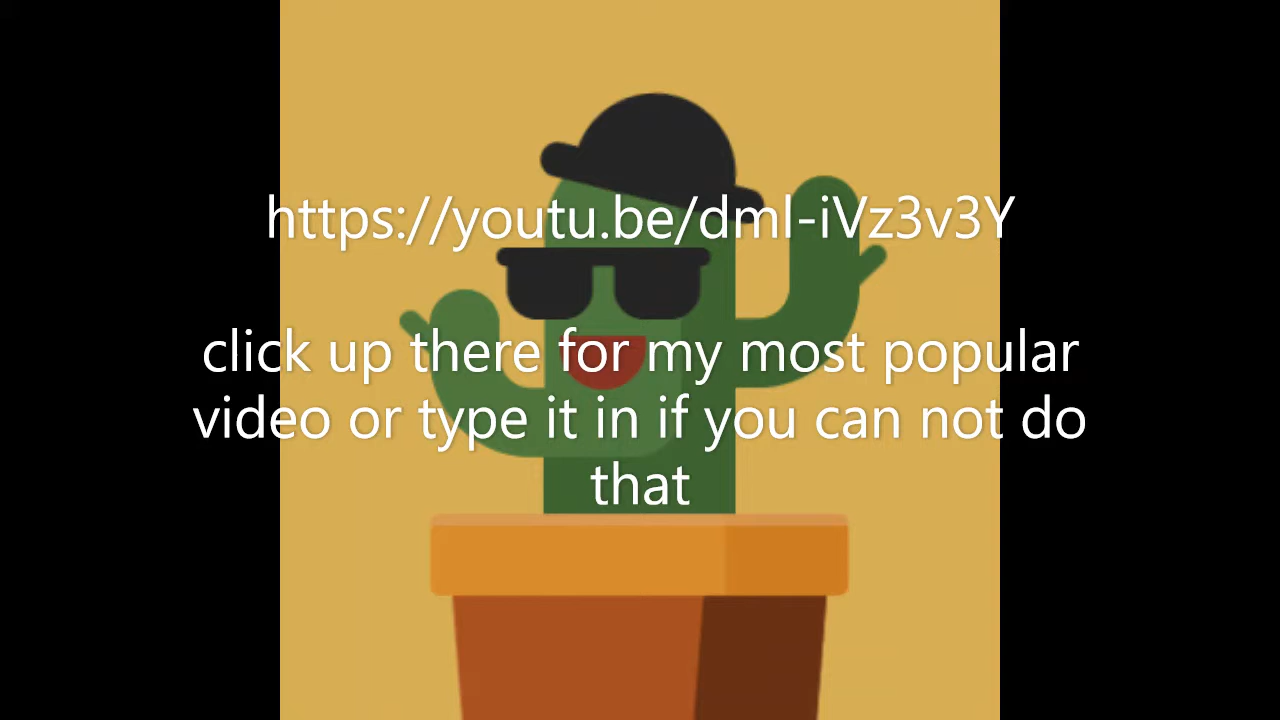 https://youtu.be/dml-iVz3v3Y
click up there for my most popular
video or type it in if you can not do
that